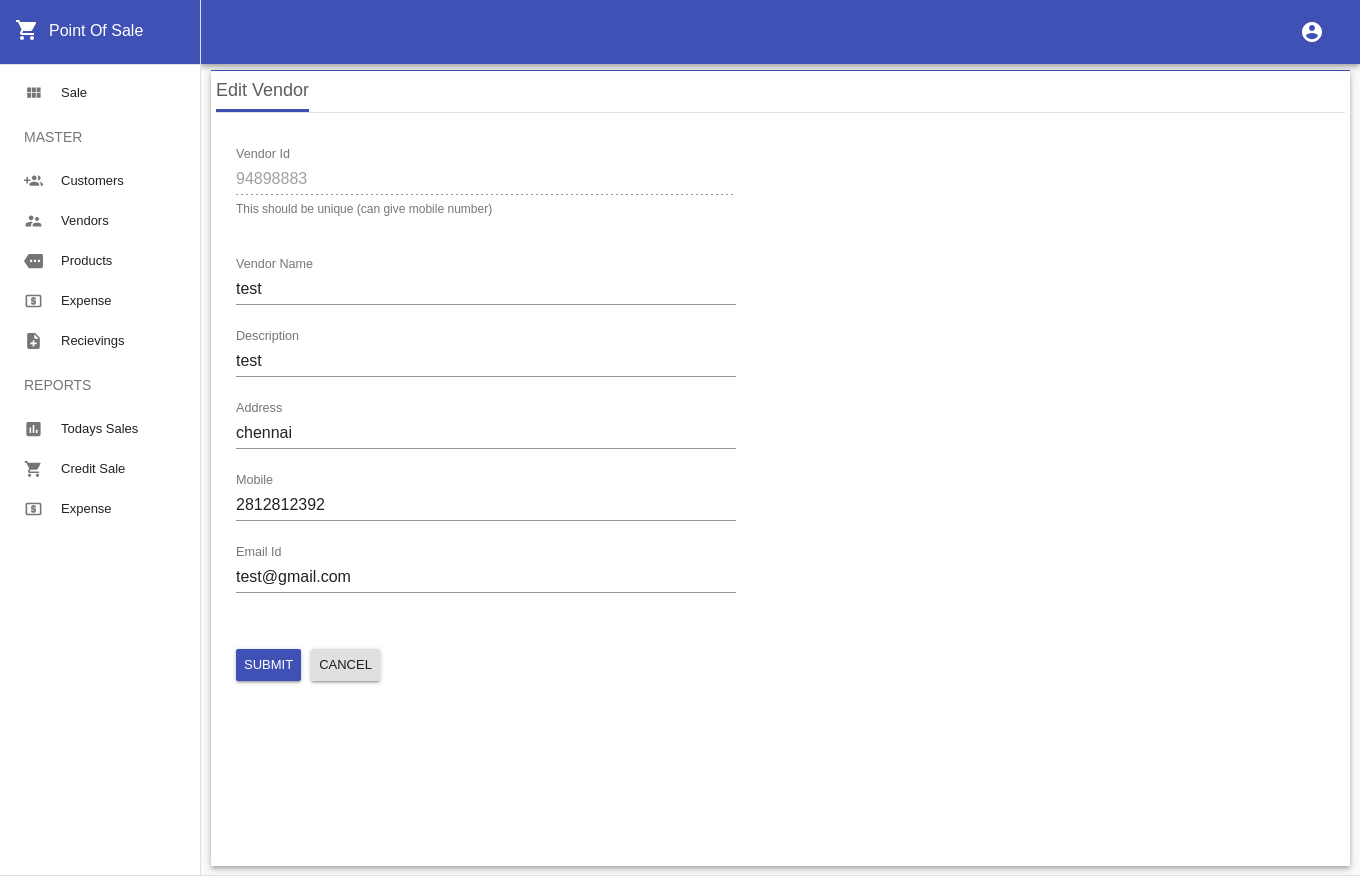 Point Of Sale
Sale
MASTER
Customers
Vendors
Products
Expense
Recievings
REPORTS
Todays Sales
Credit Sale
Expense
Edit Vendor
Vendor Id
94898883
This should be unique (can give mobile number)
Vendor Name
test
Description
test
Address
chennai
Mobile
2812812392
Email Id
test@gmail.com
SUBMIT CANCEL